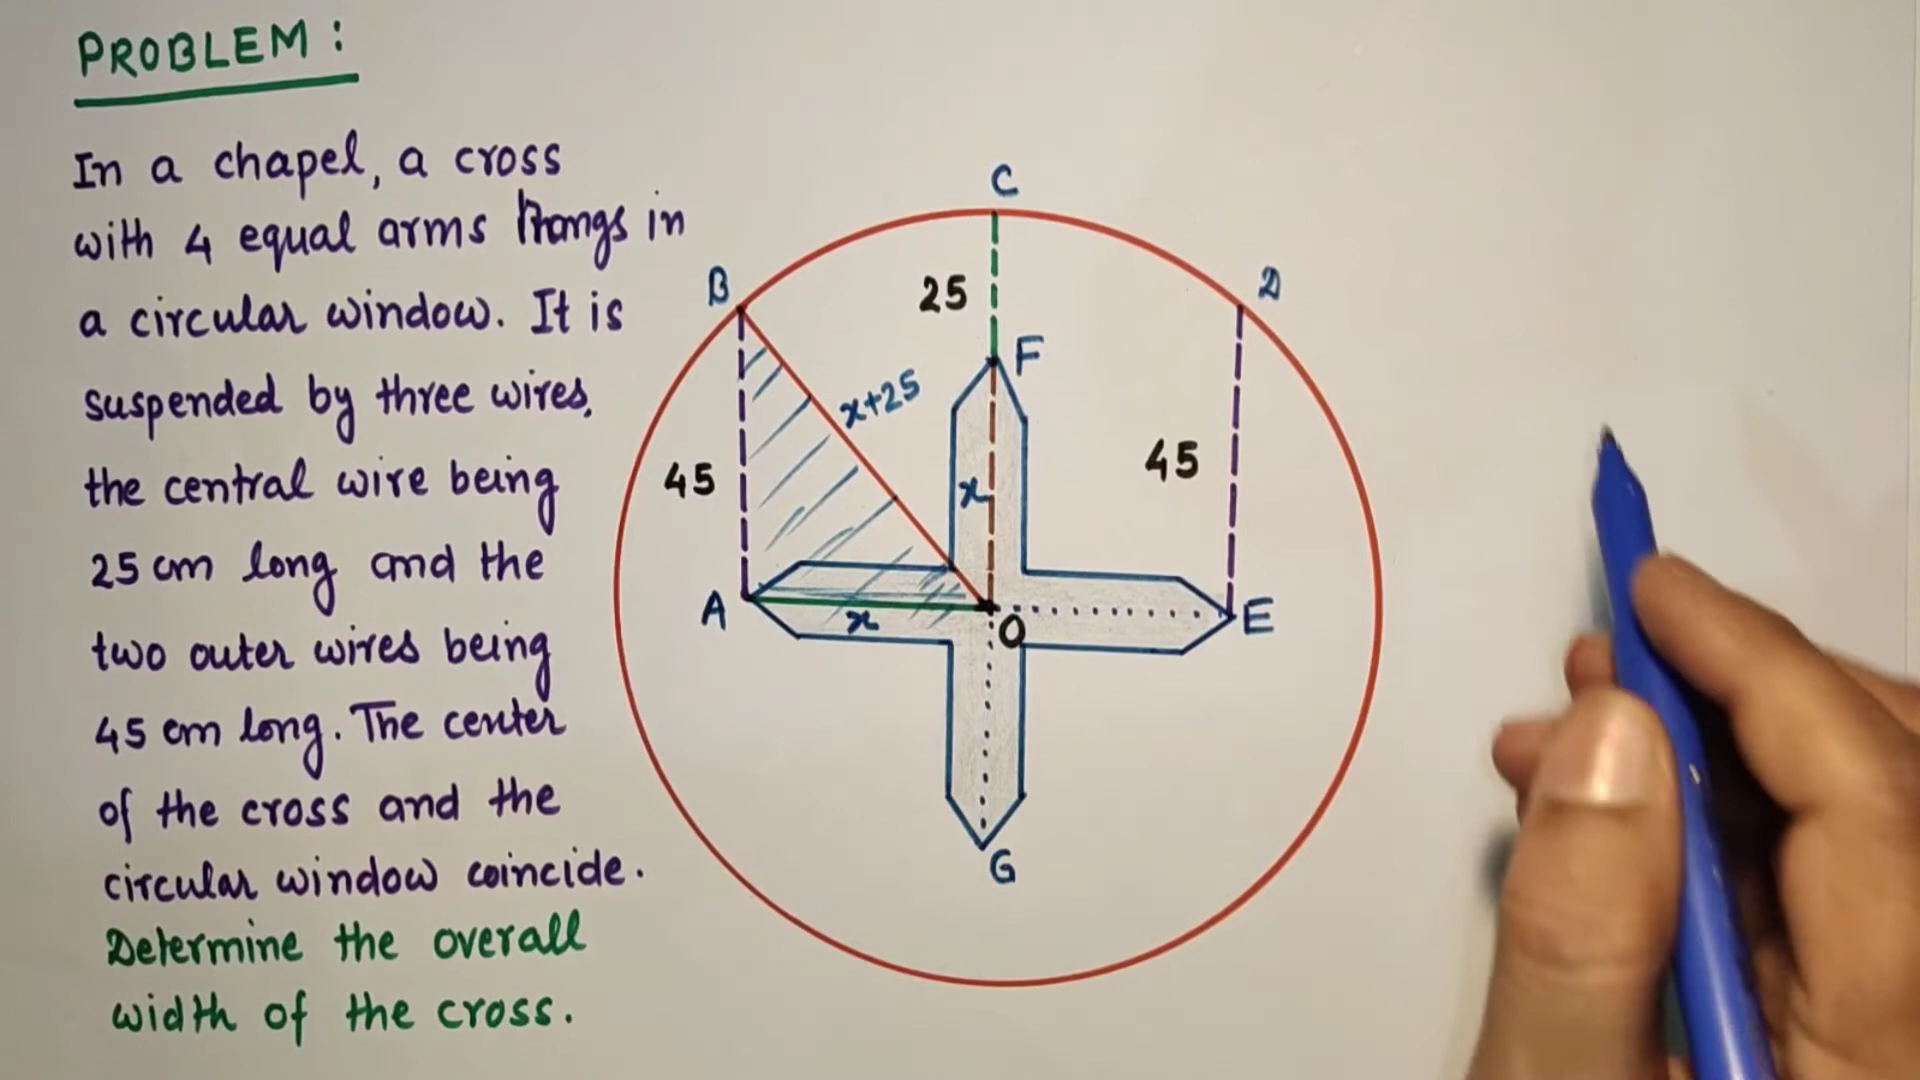 PROBLEM :
In a chapel, a cross
with 4 equal arms hangs in
a circular window. It is
suspended by three wires,
the central wire being
25 cm long and the
two outer wires being
45 cm long. The center
of the cross and the
circular window coincide.
Determine the overall
width of the cross.
C
B
D
25
F
x+25
45
45
x
A
x
O
E
G